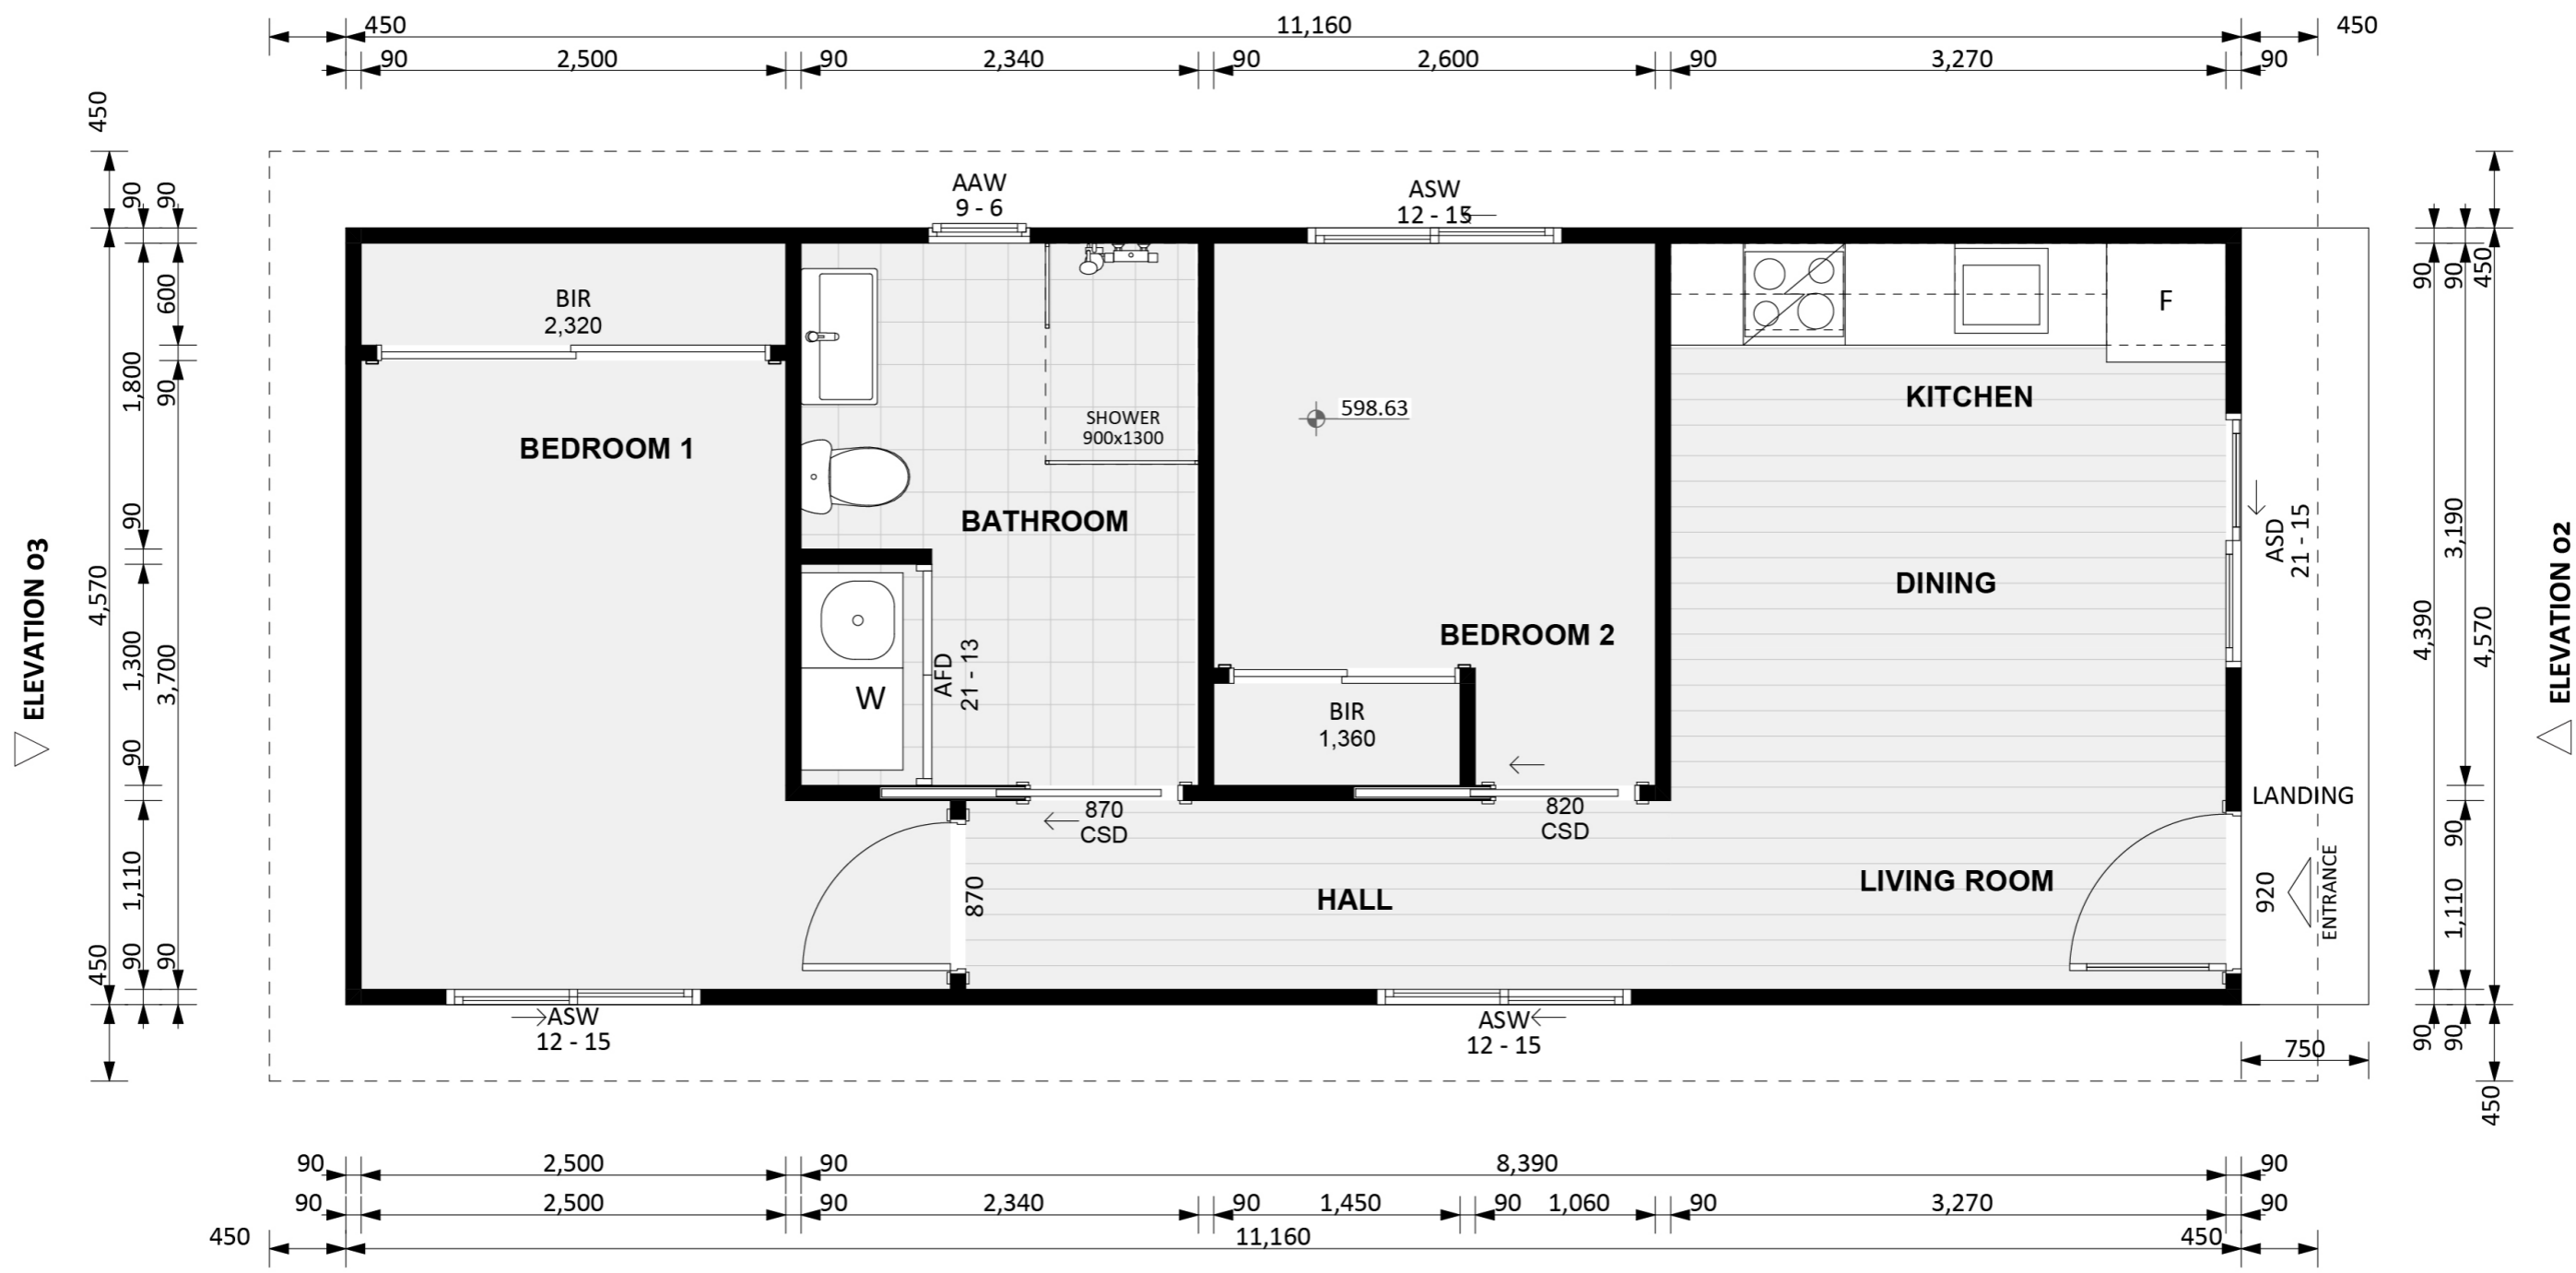 450 11,160 450
90 2,500 90 2,340 90 2,600 90 3,270 90
450
90 90
600
1,800
90
90
4,570
1,300
3,700
90
1,110
450 90 90
ELEVATION 03
AAW
9 - 6
ASW
12 - 15
BIR
2,320
BEDROOM 1
SHOWER
900x1300
BATHROOM
598.63
BEDROOM 2
KITCHEN
F
DINING
W
AFD
21 - 13
BIR
1,360
870
CSD
820
CSD
870
HALL
LIVING ROOM
ASD
21 - 15
LANDING
920
ENTRANCE
ASW
12 - 15
ASW
12 - 15
750
90 90 450
3,190
4,390 4,570
90
1,110
90 90
450
ELEVATION 02
90 2,500 90 8,390 90
90 2,500 90 2,340 90 1,450 90 1,060 90 3,270 90
450 11,160 450